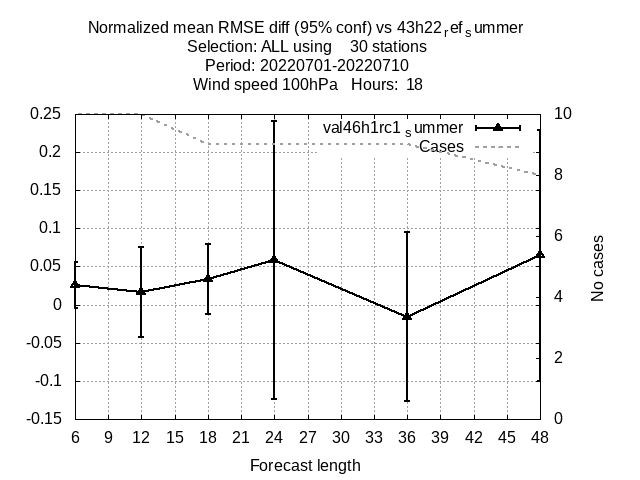 Normalized mean RMSE diff (95% conf) vs 43h22ref summer
Selection: ALL using 30 stations
Period: 20220701-20220710
Wind speed 100hPa Hours: 18
0.25
0.2
0.15
0.1
0.05
0
-0.05
-0.1
-0.15
10
8
6
4
2
0
val46h1rc1summer
Cases
No cases
6 9 12 15 18 21 24 27 30 33 36 39 42 45 48
Forecast length